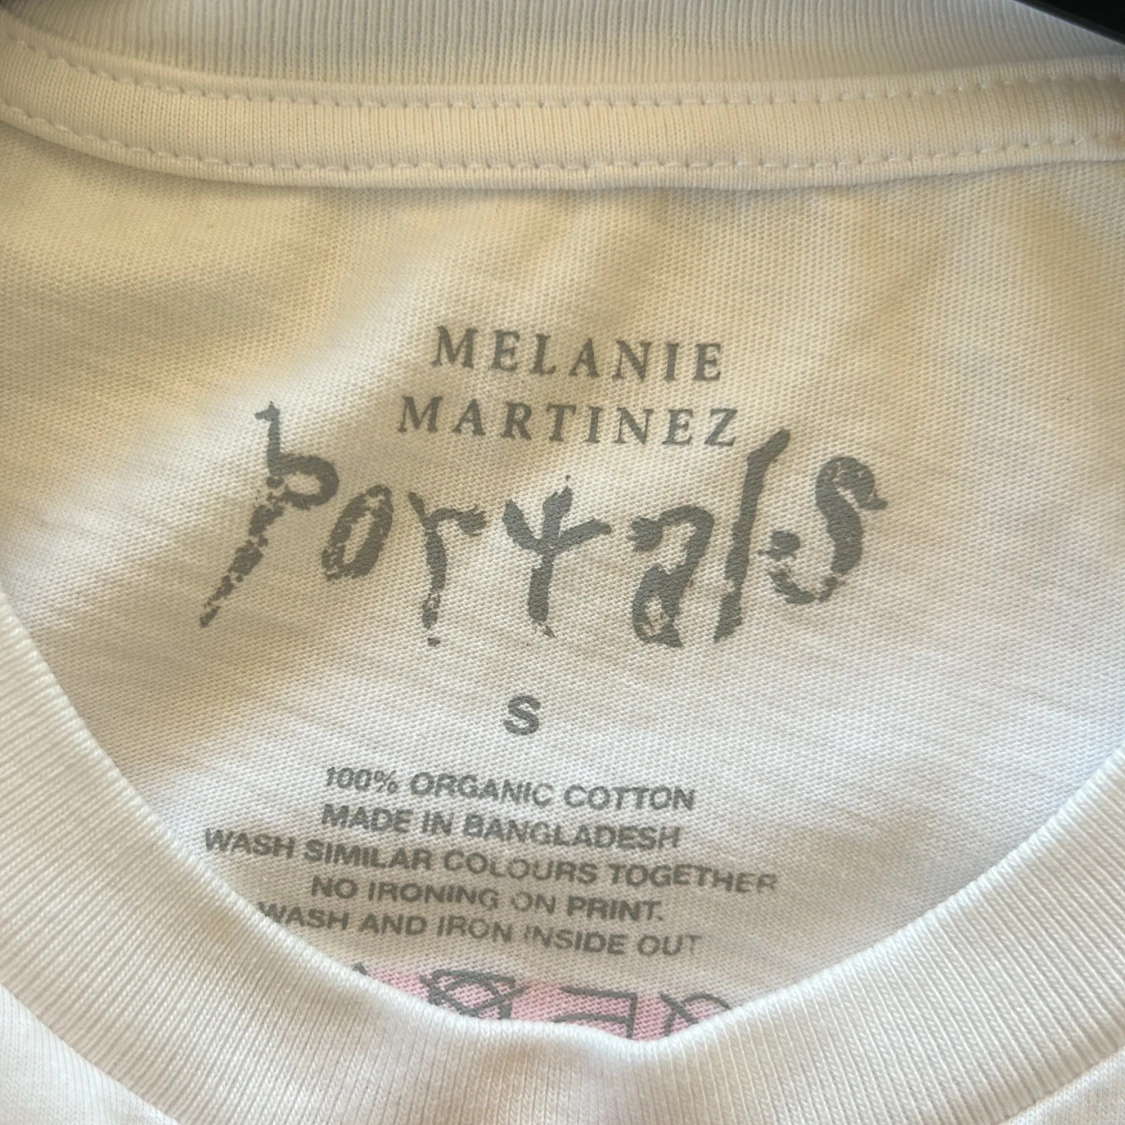 MELANIE
MARTINEZ
Portals
S
100% ORGANIC COTTON
MADE IN BANGLADESH
WASH SIMILAR COLOURS TOGETHER
NO IRONING ON PRINT.
WASH AND IRON INSIDE OUT